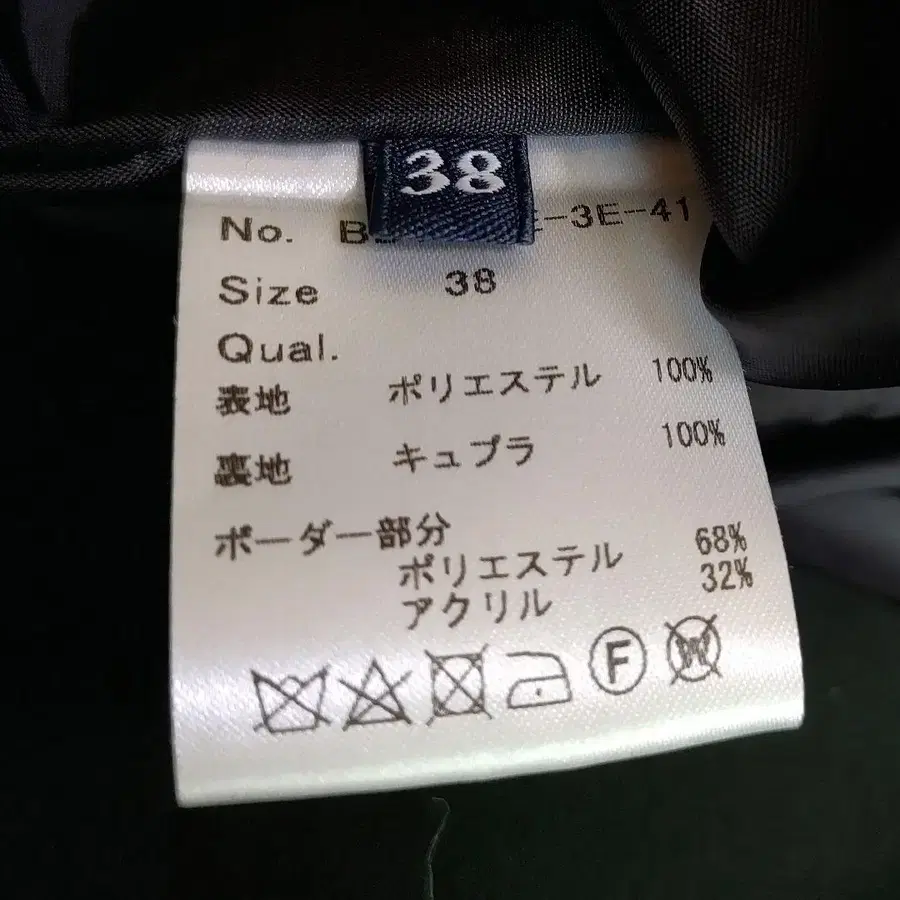 38
No. -3E-41
Size 38
Qual.
表地 ポリエステル 100%
裏地 キュプラ 100%
ボーダー部分
ポリエステル 68%
アクリル 32%
F
W